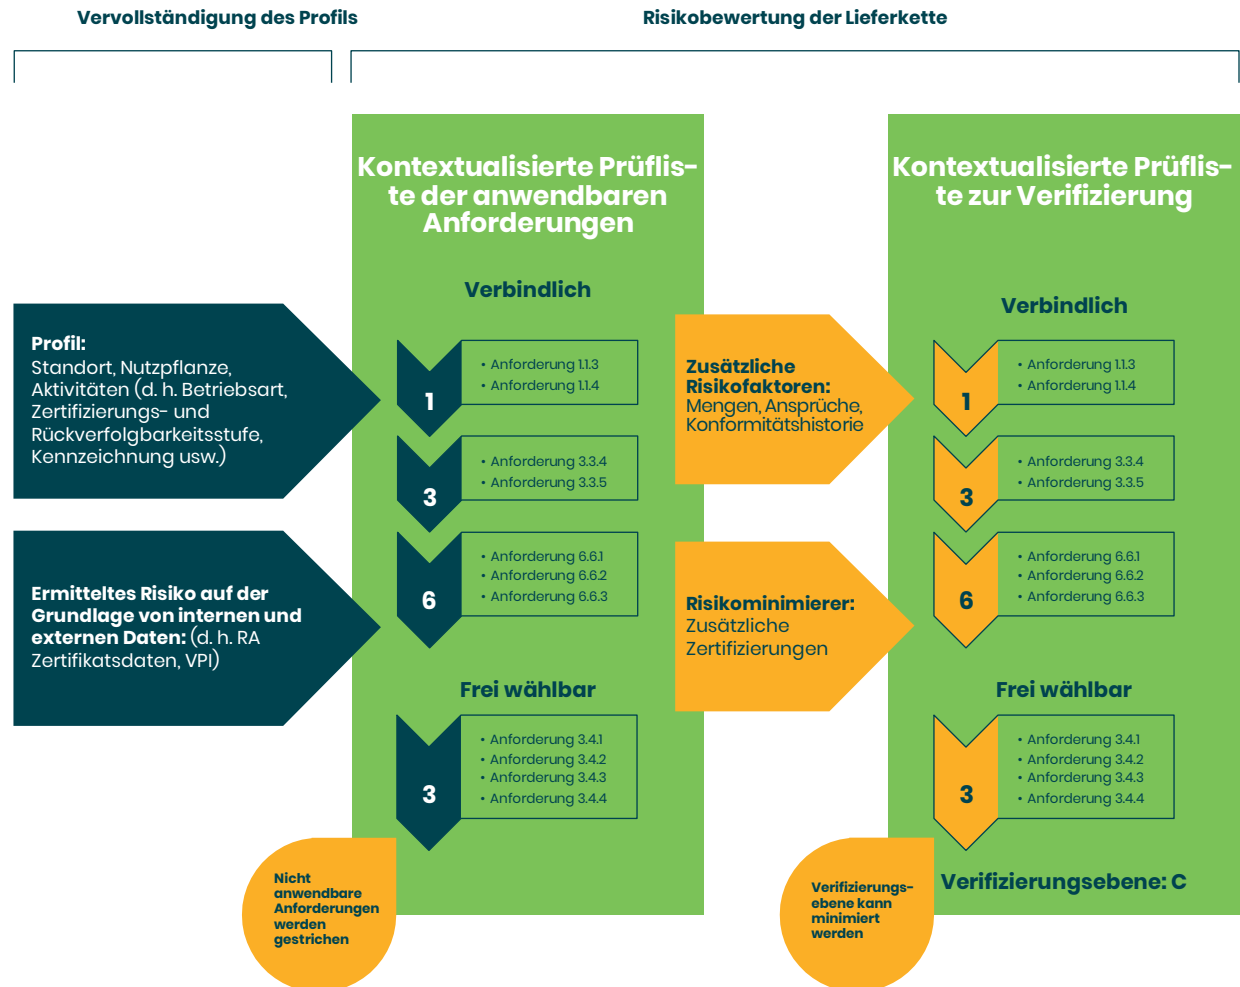 Vervollständigung des Profils
Risikobewertung der Lieferkette
Profil:
Standort, Nutzpflanze,
Aktivitäten (d. h. Betriebsart,
Zertifizierungs- und
Rückverfolgbarkeitsstufe,
Kennzeichnung usw.)
Ermitteltes Risiko auf der
Grundlage von internen und
externen Daten: (d. h. RA
Zertifikatsdaten, VPI)
Kontextualisierte Prüflis-
te der anwendbaren
Anforderungen
Verbindlich
1
• Anforderung 1.1.3
• Anforderung 1.1.4
3
• Anforderung 3.3.4
• Anforderung 3.3.5
6
• Anforderung 6.6.1
• Anforderung 6.6.2
• Anforderung 6.6.3
Frei wählbar
3
• Anforderung 3.4.1
• Anforderung 3.4.2
• Anforderung 3.4.3
• Anforderung 3.4.4
Nicht
anwendbare
Anforderungen
werden
gestrichen
Zusätzliche
Risikofaktoren:
Mengen, Ansprüche,
Konformitätshistorie
Risikominimierer:
Zusätzliche
Zertifizierungen
Kontextualisierte Prüflis-
te zur Verifizierung
Verbindlich
1
• Anforderung 1.1.3
• Anforderung 1.1.4
3
• Anforderung 3.3.4
• Anforderung 3.3.5
6
• Anforderung 6.6.1
• Anforderung 6.6.2
• Anforderung 6.6.3
Frei wählbar
3
• Anforderung 3.4.1
• Anforderung 3.4.2
• Anforderung 3.4.3
• Anforderung 3.4.4
Verifizierungsebene: C
Verifizierungs-
ebene kann
minimiert
werden